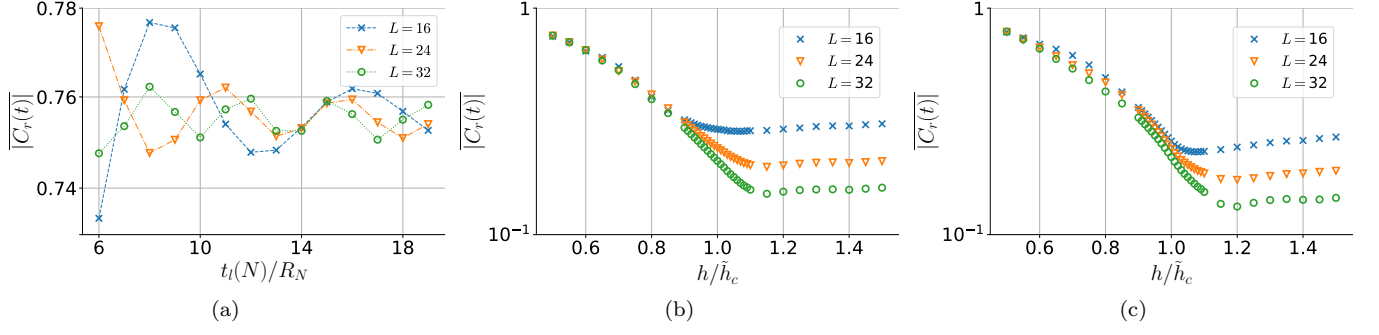 0.78
0.76
0.74
|C_r(t)|
6
10
14
18
t_l(N)/R_N
L = 16
L = 24
L = 32
(a)
1
10⁻¹
|C_r(t)|
0.6
0.8
1.0
1.2
1.4
h/h̃_c
L = 16
L = 24
L = 32
(b)
1
10⁻¹
|C_r(t)|
0.6
0.8
1.0
1.2
1.4
h/h̃_c
L = 16
L = 24
L = 32
(c)